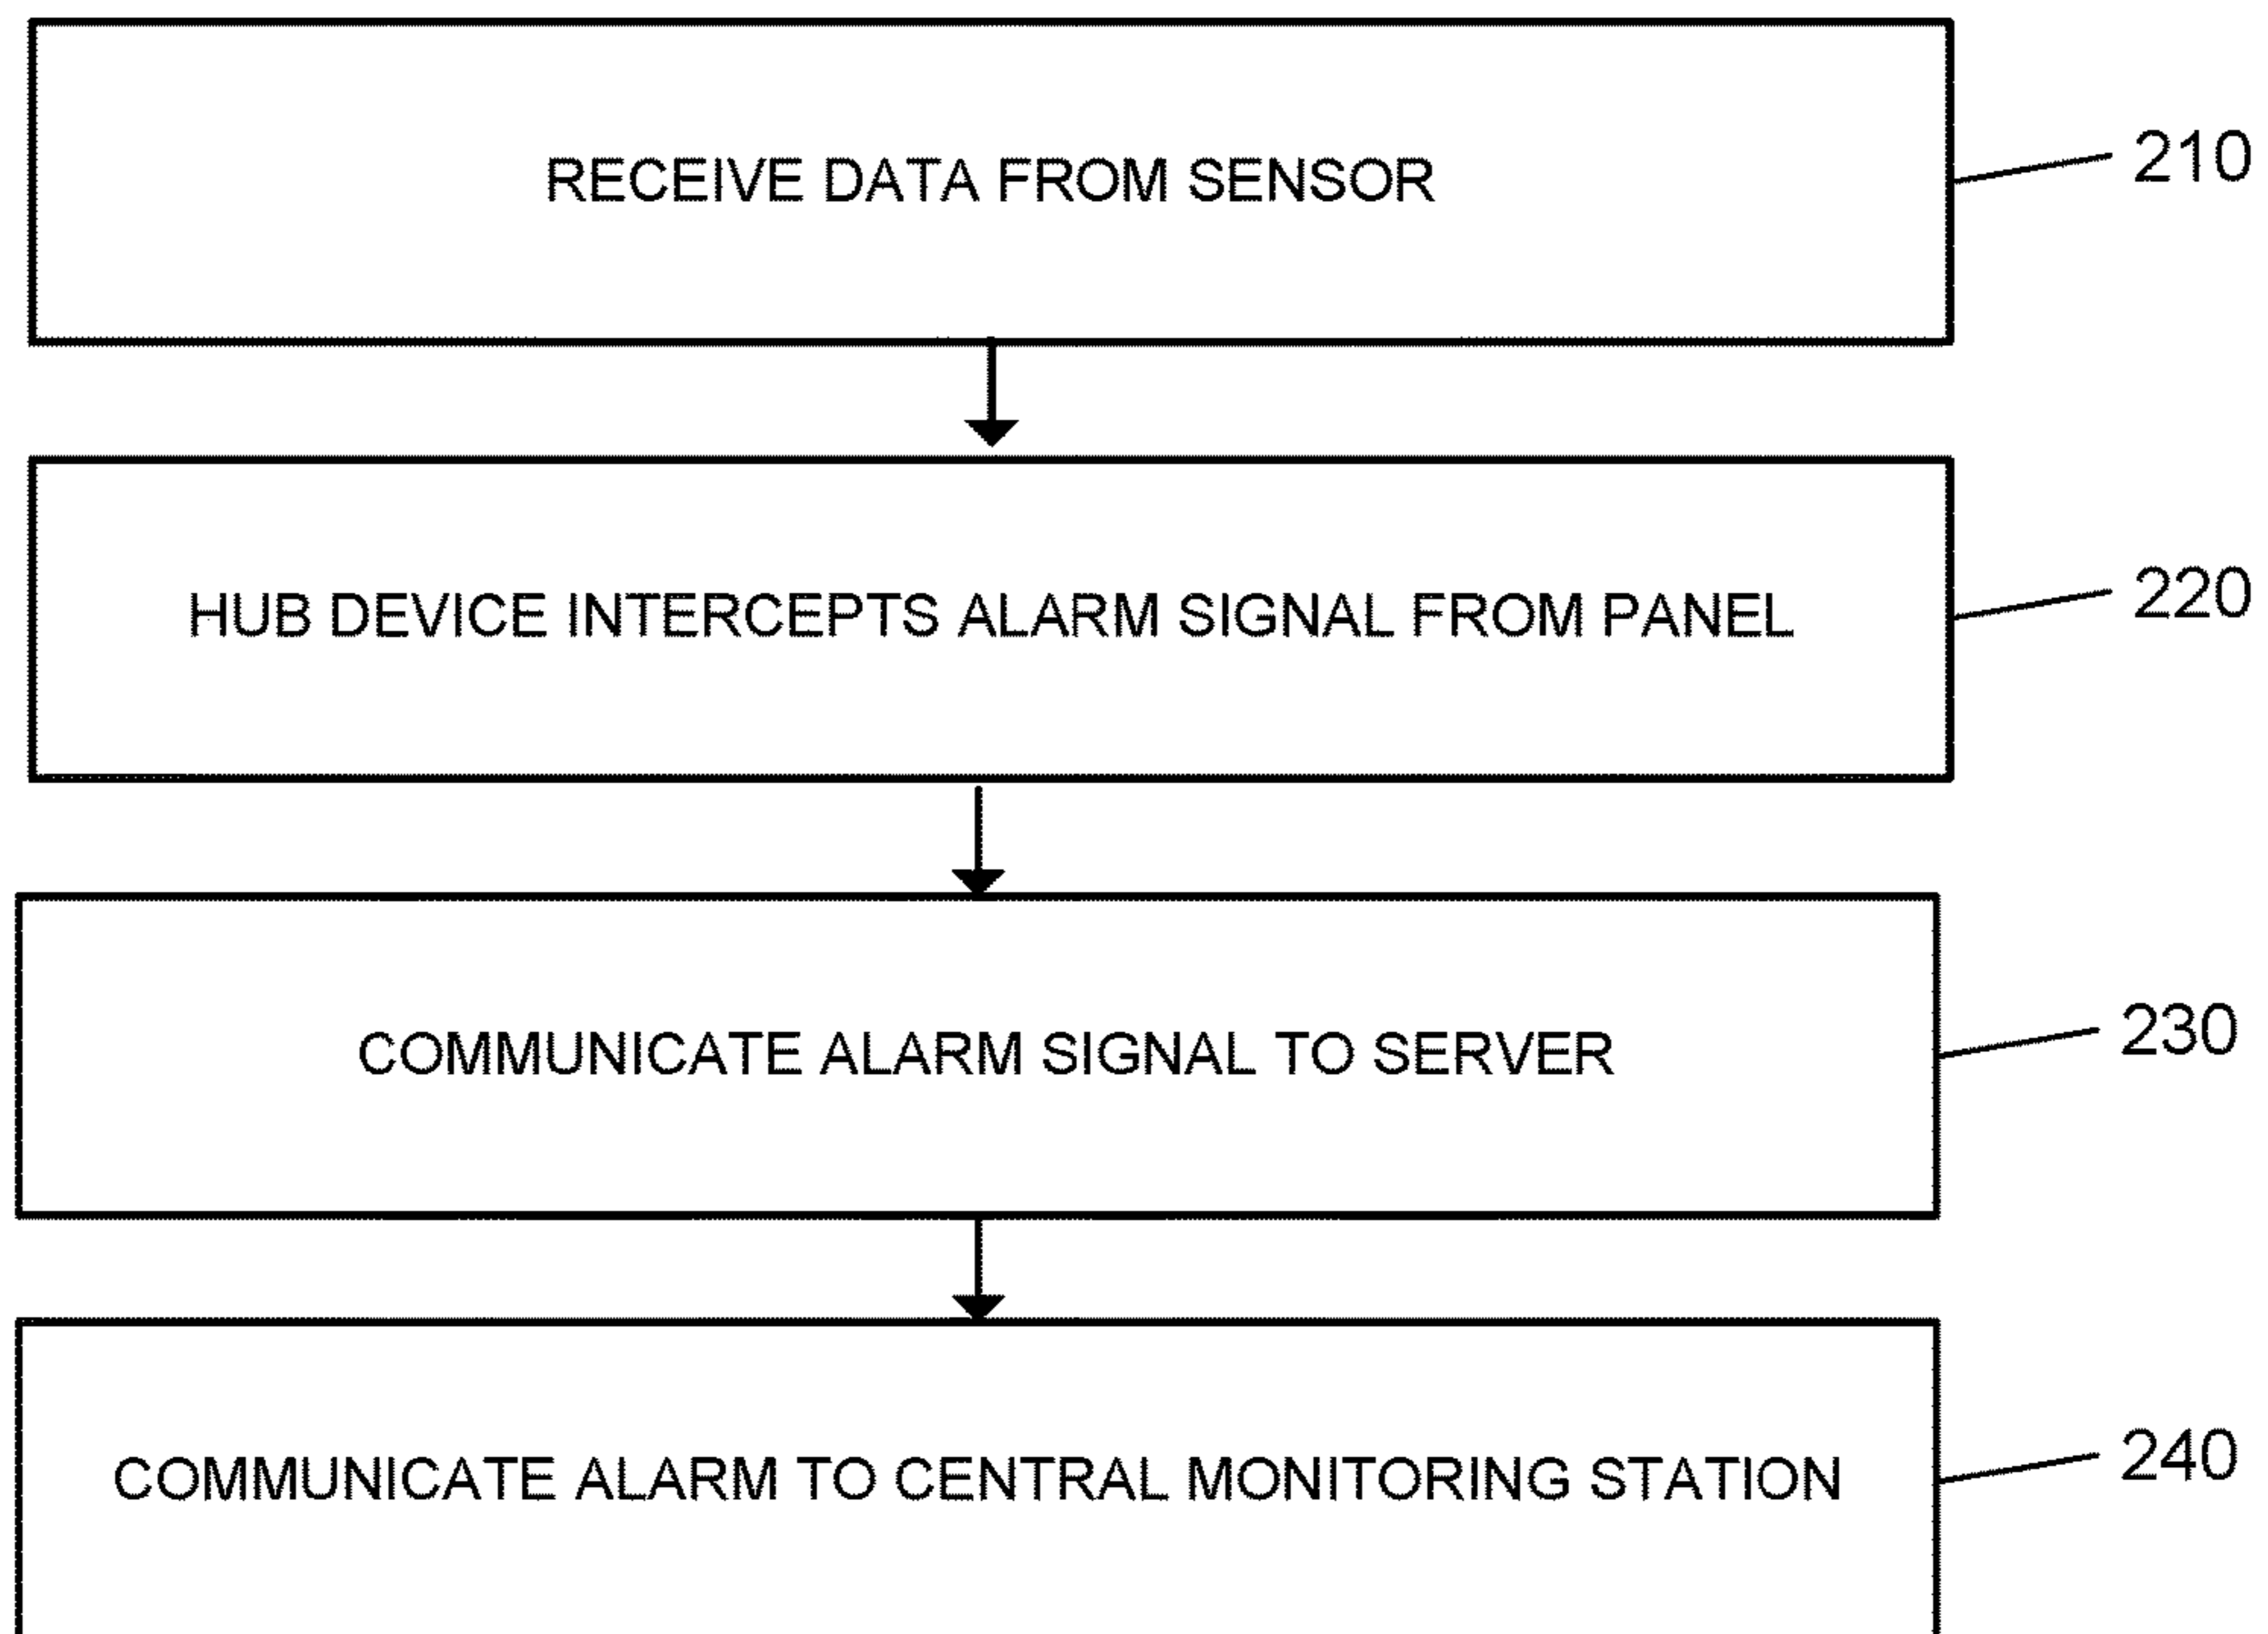 RECEIVE DATA FROM SENSOR
210
HUB DEVICE INTERCEPTS ALARM SIGNAL FROM PANEL
220
COMMUNICATE ALARM SIGNAL TO SERVER
230
COMMUNICATE ALARM TO CENTRAL MONITORING STATION
240